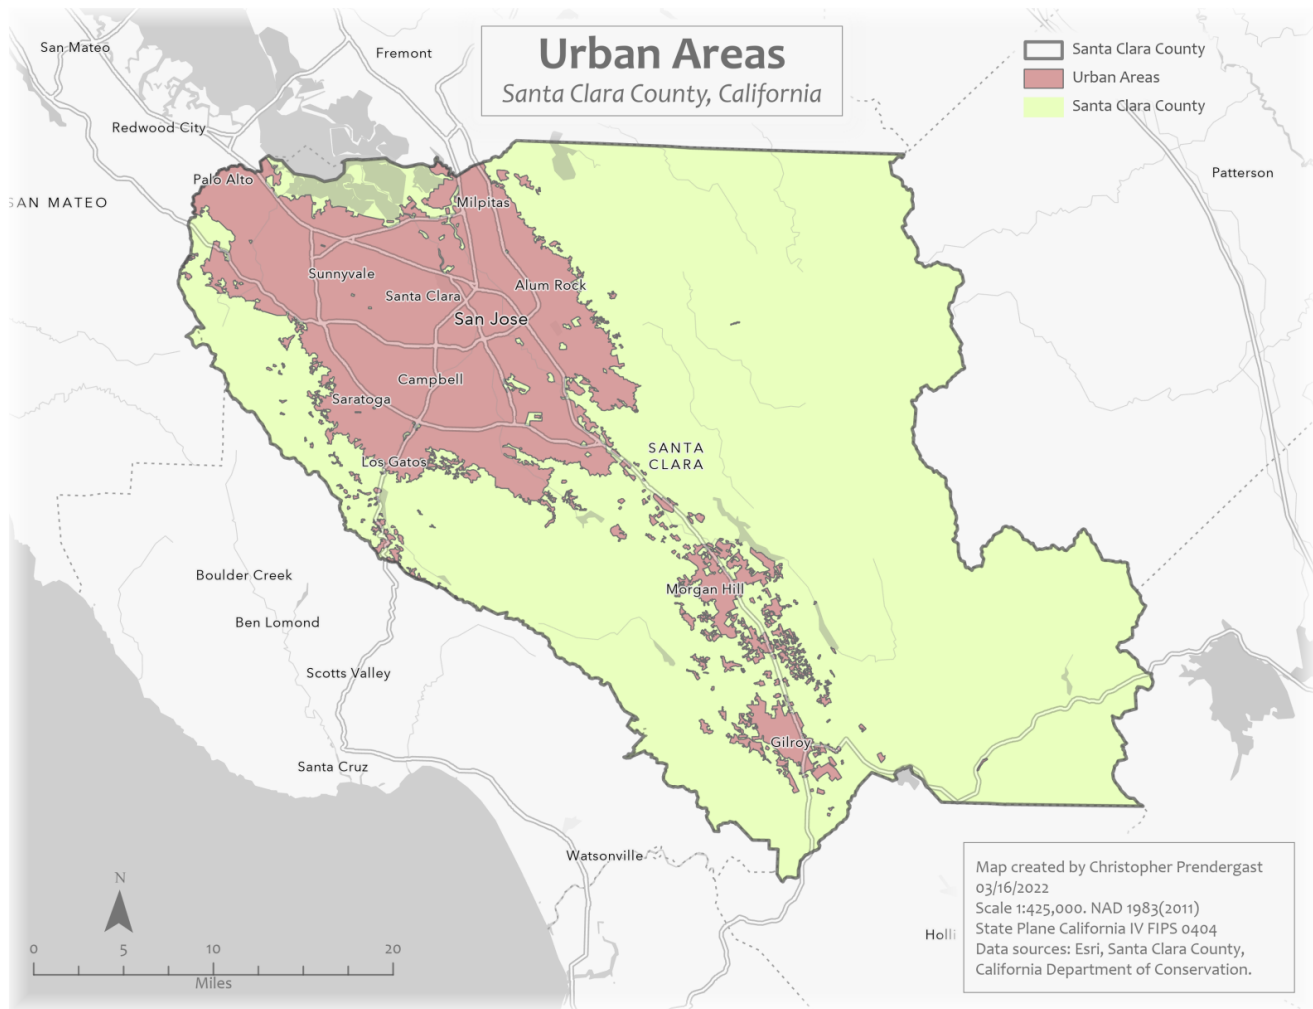 Urban Areas
Santa Clara County, California
Santa Clara County
Urban Areas
Santa Clara County
San Mateo
Fremont
Redwood City
Patterson
Palo Alto
SAN MATEO
Milpitas
Sunnyvale
Alum Rock
Santa Clara
San Jose
Campbell
Saratoga
SANTA
CLARA
Los Gatos
Boulder Creek
Morgan Hill
Ben Lomond
Scotts Valley
Gilroy
Santa Cruz
Watsonville
Holli
N
0 5 10 20
Miles
Map created by Christopher Prendergast
03/16/2022
Scale 1:425,000. NAD 1983(2011)
State Plane California IV FIPS 0404
Data sources: Esri, Santa Clara County,
California Department of Conservation.